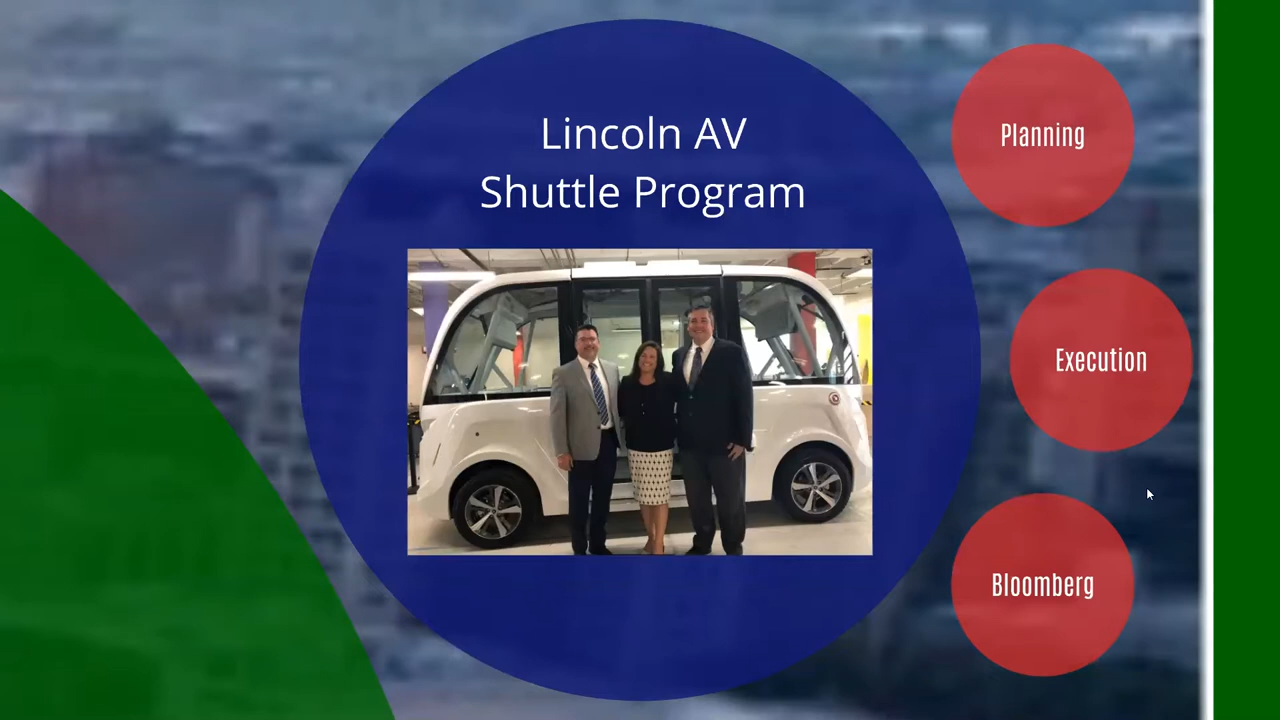 Lincoln AV
Shuttle Program
Planning
Execution
Bloomberg